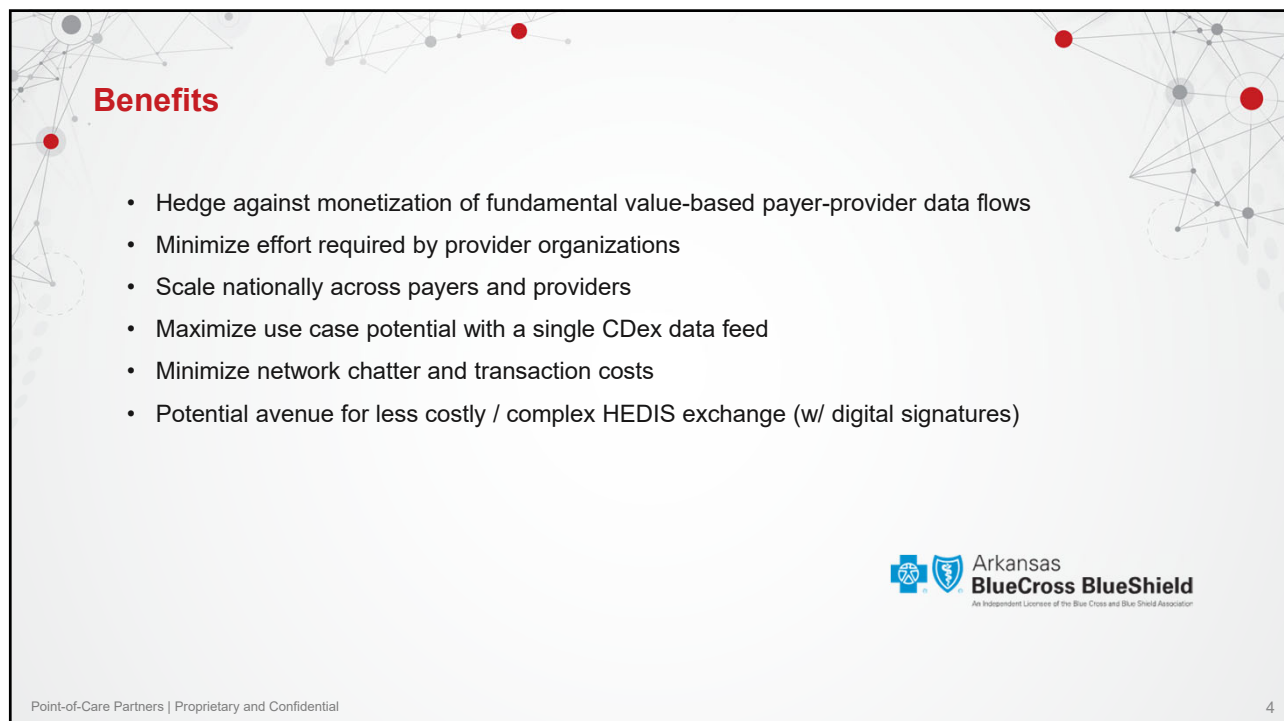 Benefits
• Hedge against monetization of fundamental value-based payer-provider data flows
• Minimize effort required by provider organizations
• Scale nationally across payers and providers
• Maximize use case potential with a single CDex data feed
• Minimize network chatter and transaction costs
• Potential avenue for less costly / complex HEDIS exchange (w/ digital signatures)
Arkansas
BlueCross BlueShield
An Independent Licensee of the Blue Cross and Blue Shield Association
Point-of-Care Partners | Proprietary and Confidential
4